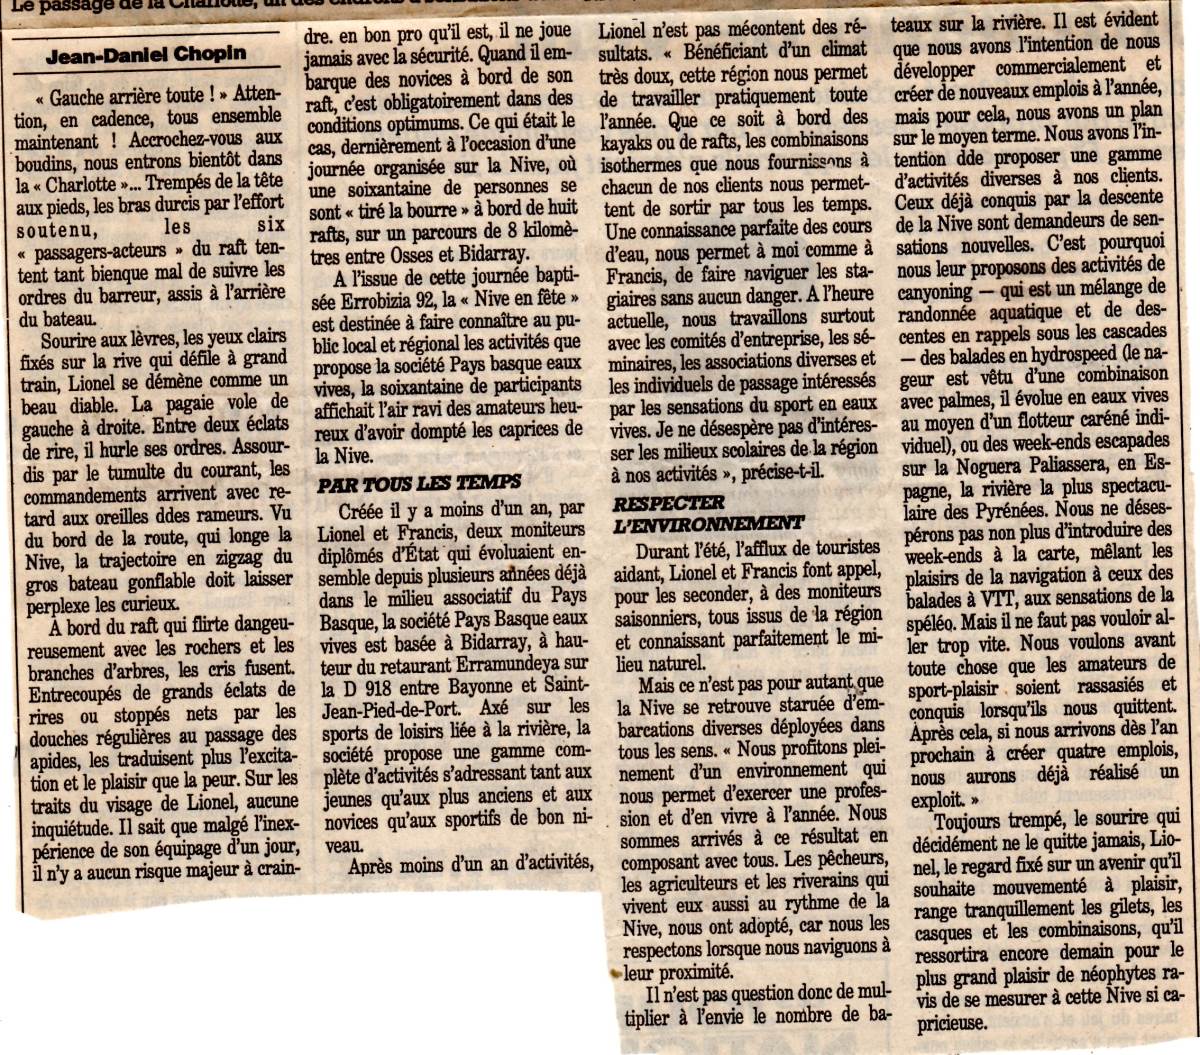 Le passage de la Charlotte, un des endroits
Jean-Daniel Chopin
« Gauche arrière toute ! » Atten-
tion, en cadence, tous ensemble
maintenant ! Accrochez-vous aux
boudins, nous entrons bientôt dans
la « Charlotte »... Trempés de la tête
aux pieds, les bras durcis par l'effort
soutenu, les six
« passagers-acteurs » du raft ten-
tent tant bienque mal de suivre les
ordres du barreur, assis à l'arrière
du bateau.
Sourire aux lèvres, les yeux clairs
fixés sur la rive qui défile à grand
train, Lionel se démène comme un
beau diable. La pagaie vole de
gauche à droite. Entre deux éclats
de rire, il hurle ses ordres. Assour-
dis par le tumulte du courant, les
commandements arrivent avec re-
tard aux oreilles ddes rameurs. Vu
du bord de la route, qui longe la
Nive, la trajectoire en zigzag du
gros bateau gonflable doit laisser
perplexe les curieux.
A bord du raft qui flirte dangeu-
reusement avec les rochers et les
branches d'arbres, les cris fusent.
Entrecoupés de grands éclats de
rires ou stoppés nets par les
douches régulières au passage des
apides, les traduisent plus l'excita-
tion et le plaisir que la peur. Sur les
traits du visage de Lionel, aucune
inquiétude. Il sait que malgé l'inex-
périence de son équipage d'un jour,
il n'y a aucun risque majeur à crain-
dre. en bon pro qu'il est, il ne joue
jamais avec la sécurité. Quand il em-
barque des novices à bord de son
raft, c'est obligatoirement dans des
conditions optimums. Ce qui était le
cas, dernièrement à l'occasion d'une
journée organisée sur la Nive, où
une soixantaine de personnes se
sont « tiré la bourre » à bord de huit
rafts, sur un parcours de 8 kilomè-
tres entre Osses et Bidarray.
A l'issue de cette journée bapti-
sée Errobizia 92, la « Nive en fête »
est destinée à faire connaître au pu-
blic local et régional les activités que
propose la société Pays basque eaux
vives, la soixantaine de participants
affichait l'air ravi des amateurs heu-
reux d'avoir dompté les caprices de
la Nive.
PAR TOUS LES TEMPS
Créée il y a moins d'un an, par
Lionel et Francis, deux moniteurs
diplômés d'État qui évoluaient en-
semble depuis plusieurs années déjà
dans le milieu associatif du Pays
Basque, la société Pays Basque eaux
vives est basée à Bidarray, à hau-
teur du retaurant Erramundeya sur
la D 918 entre Bayonne et Saint-
Jean-Pied-de-Port. Axé sur les
sports de loisirs liée à la rivière, la
société propose une gamme com-
plète d'activités s'adressant tant aux
jeunes qu'aux plus anciens et aux
novices qu'aux sportifs de bon ni-
veau.
Après moins d'un an d'activités,
Lionel n'est pas mécontent des ré-
sultats. « Bénéficiant d'un climat
très doux, cette région nous permet
de travailler pratiquement toute
l'année. Que ce soit à bord des
kayaks ou de rafts, les combinaisons
isothermes que nous fournissons à
chacun de nos clients nous permet-
tent de sortir par tous les temps.
Une connaissance parfaite des cours
d'eau, nous permet à moi comme à
Francis, de faire naviguer les sta-
giaires sans aucun danger. A l'heure
actuelle, nous travaillons surtout
avec les comités d'entreprise, les sé-
minaires, les associations diverses et
les individuels de passage intéressés
par les sensations du sport en eaux
vives. Je ne désespère pas d'intéres-
ser les milieux scolaires de la région
à nos activités », précise-t-il.
RESPECTER
L'ENVIRONNEMENT
Durant l'été, l'afflux de touristes
aidant, Lionel et Francis font appel,
pour les seconder, à des moniteurs
saisonniers, tous issus de la région
et connaissant parfaitement le mi-
lieu naturel.
Mais ce n'est pas pour autant que
la Nive se retrouve staruée d'em-
barcations diverses déployées dans
tous les sens. « Nous profitons plei-
nement d'un environnement qui
nous permet d'exercer une profes-
sion et d'en vivre à l'année. Nous
sommes arrivés à ce résultat en
composant avec tous. Les pêcheurs,
les agriculteurs et les riverains qui
vivent eux aussi au rythme de la
Nive, nous ont adopté, car nous les
respectons lorsque nous naviguons à
leur proximité.
Il n'est pas question donc de mul-
tiplier à l'envie le nombre de ba-
teaux sur la rivière. Il est évident
que nous avons l'intention de nous
développer commercialement et
créer de nouveaux emplois à l'année,
mais pour cela, nous avons un plan
sur le moyen terme. Nous avons l'in-
tention dde proposer une gamme
d'activités diverses à nos clients.
Ceux déjà conquis par la descente
de la Nive sont demandeurs de sen-
sations nouvelles. C'est pourquoi
nous leur proposons des activités de
canyoning — qui est un mélange de
randonnée aquatique et de des-
centes en rappels sous les cascades
— des balades en hydrospeed (le na-
geur est vêtu d'une combinaison
avec palmes, il évolue en eaux vives
au moyen d'un flotteur caréné indi-
viduel), ou des week-ends escapades
sur la Noguera Paliassera, en Es-
pagne, la rivière la plus spectacu-
laire des Pyrénées. Nous ne déses-
pérons pas non plus d'introduire des
week-ends à la carte, mêlant les
plaisirs de la navigation à ceux des
balades à VTT, aux sensations de la
spéléo. Mais il ne faut pas vouloir al-
ler trop vite. Nous voulons avant
toute chose que les amateurs de
sport-plaisir soient rassasiés et
conquis lorsqu'ils nous quittent.
Après cela, si nous arrivons dès l'an
prochain à créer quatre emplois,
nous aurons déjà réalisé un
exploit. »
Toujours trempé, le sourire qui
décidément ne le quitte jamais, Lio-
nel, le regard fixé sur un avenir qu'il
souhaite mouvementé à plaisir,
range tranquillement les gilets, les
casques et les combinaisons, qu'il
ressortira encore demain pour le
plus grand plaisir de néophytes ra-
vis de se mesurer à cette Nive si ca-
pricieuse.